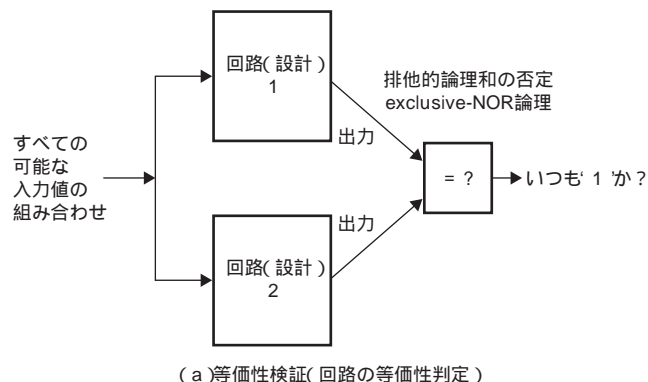 回路(設計)
1
排他的論理和の否定
exclusive-NOR論理
出力
すべての
可能な
入力値の
組み合わせ
= ?
いつも‘1’か?
出力
回路(設計)
2
(a)等価性検証(回路の等価性判定)